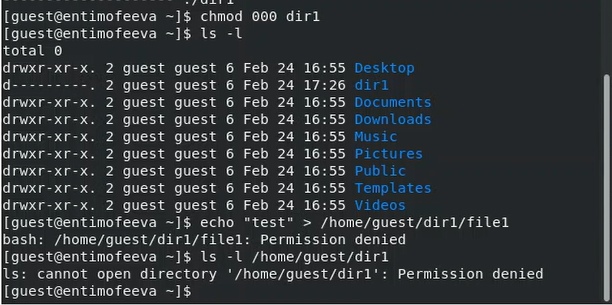 --------------------- ./dir1
[guest@entimofeeva ~]$ chmod 000 dir1
[guest@entimofeeva ~]$ ls -l
total 0
drwxr-xr-x. 2 guest guest 6 Feb 24 16:55 Desktop
d---------. 2 guest guest 6 Feb 24 17:26 dir1
drwxr-xr-x. 2 guest guest 6 Feb 24 16:55 Documents
drwxr-xr-x. 2 guest guest 6 Feb 24 16:55 Downloads
drwxr-xr-x. 2 guest guest 6 Feb 24 16:55 Music
drwxr-xr-x. 2 guest guest 6 Feb 24 16:55 Pictures
drwxr-xr-x. 2 guest guest 6 Feb 24 16:55 Public
drwxr-xr-x. 2 guest guest 6 Feb 24 16:55 Templates
drwxr-xr-x. 2 guest guest 6 Feb 24 16:55 Videos
[guest@entimofeeva ~]$ echo "test" > /home/guest/dir1/file1
bash: /home/guest/dir1/file1: Permission denied
[guest@entimofeeva ~]$ ls -l /home/guest/dir1
ls: cannot open directory '/home/guest/dir1': Permission denied
[guest@entimofeeva ~]$